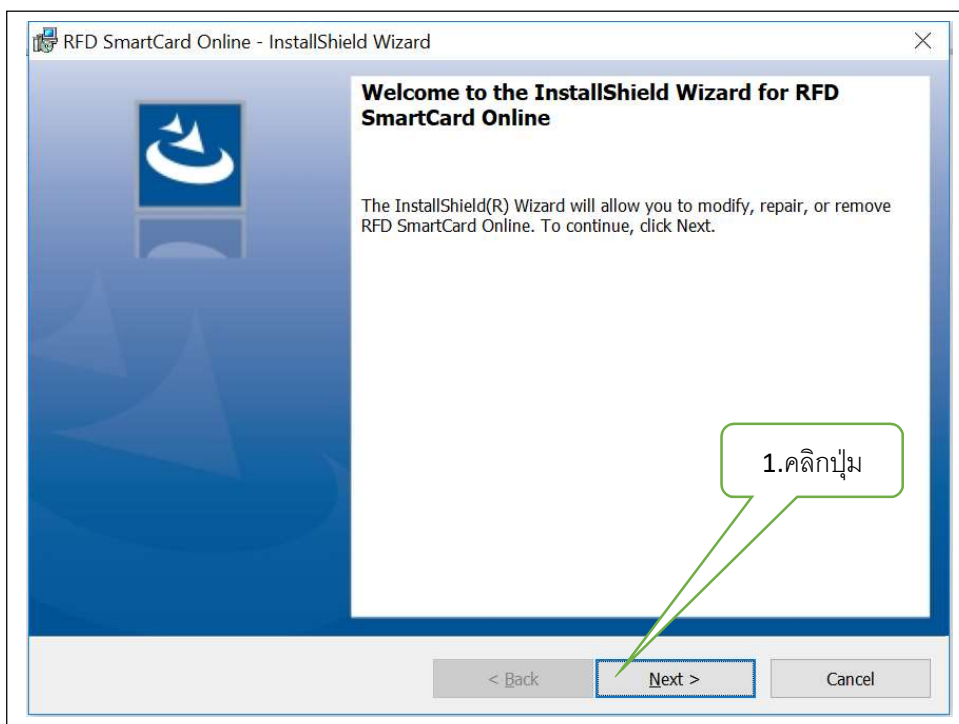 RFD SmartCard Online - InstallShield Wizard
Welcome to the InstallShield Wizard for RFD
SmartCard Online
The InstallShield(R) Wizard will allow you to modify, repair, or remove
RFD SmartCard Online. To continue, click Next.
1.คลิกปุ่ม
< Back
Next >
Cancel